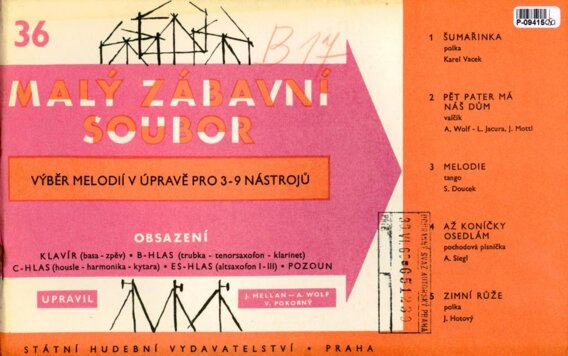 36
B 17
MALÝ ZÁBAVNÍ
SOUBOR
VÝBĚR MELODIÍ V ÚPRAVĚ PRO 3-9 NÁSTROJŮ
OBSAZENÍ
KLAVÍR (basa - zpěv) • B-HLAS (trubka - tenorsaxofon - klarinet)
C-HLAS (housle - harmonika - kytara) • ES-HLAS (altsaxofon I-III) • POZOUN
UPRAVIL
J. MELLAN—A. WOLF
V. POKORNÝ
STÁTNÍ HUDEBNÍ VYDAVATELSTVÍ • PRAHA
1 ŠUMAŘINKA
polka
Karel Vacek
2 PĚT PATER MÁ
NÁŠ DŮM
valčík
A. Wolf - L. Jacura, J. Mottl
3 MELODIE
tango
S. Doucek
4 AŽ KONÍČKY
OSEDLÁM
pochodová písnička
A. Siegl
5 ZIMNÍ RŮŽE
polka
J. Hotový